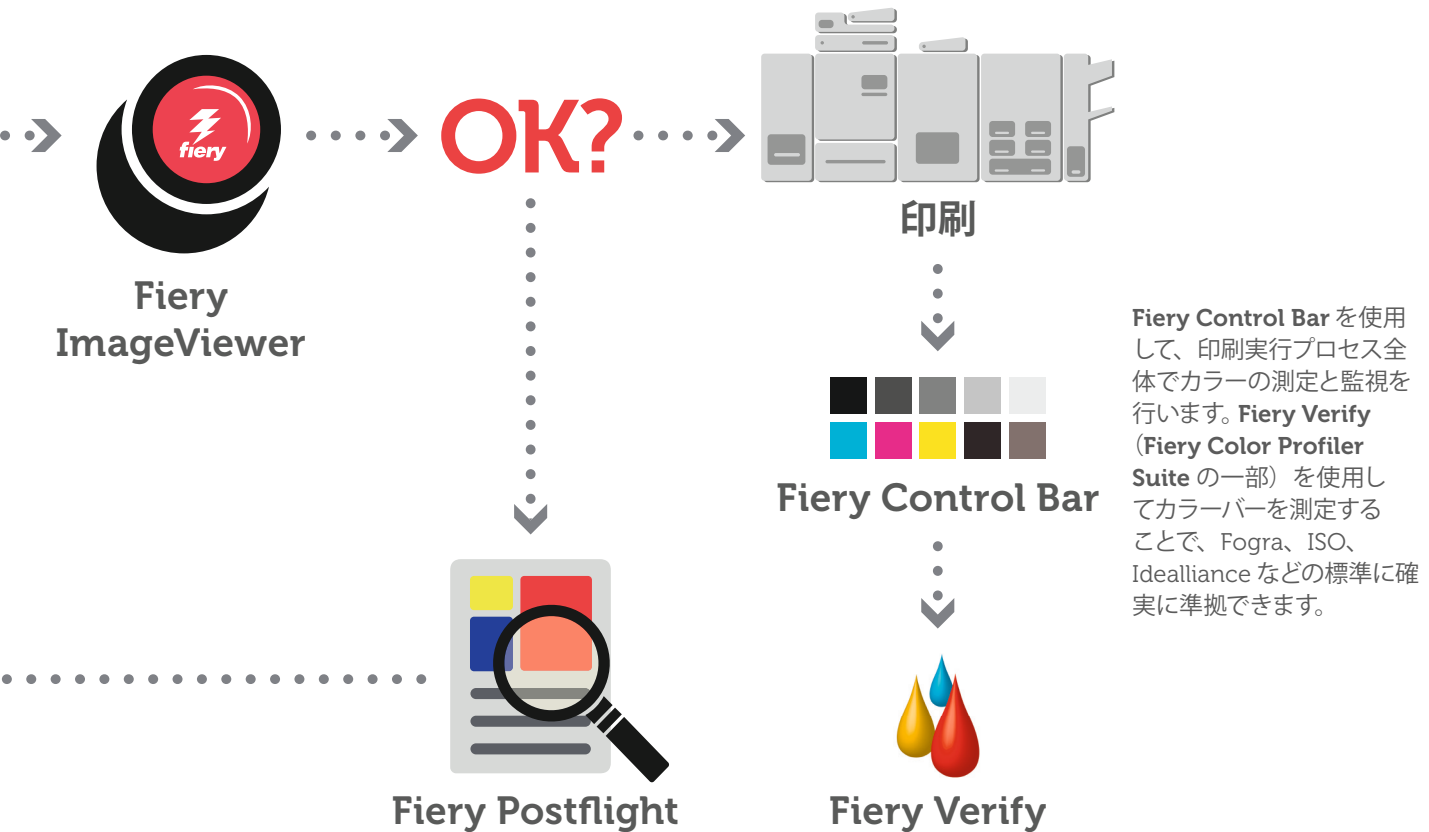 fiery
OK?
Fiery
ImageViewer
印刷
Fiery Control Bar を使用
して、印刷実行プロセス全
体でカラーの測定と監視を
行います。Fiery Verify
（Fiery Color Profiler
Suite の一部）を使用し
てカラーバーを測定する
ことで、Fogra、ISO、
Idealliance などの標準に確
実に準拠できます。
Fiery Control Bar
Fiery Postflight
Fiery Verify